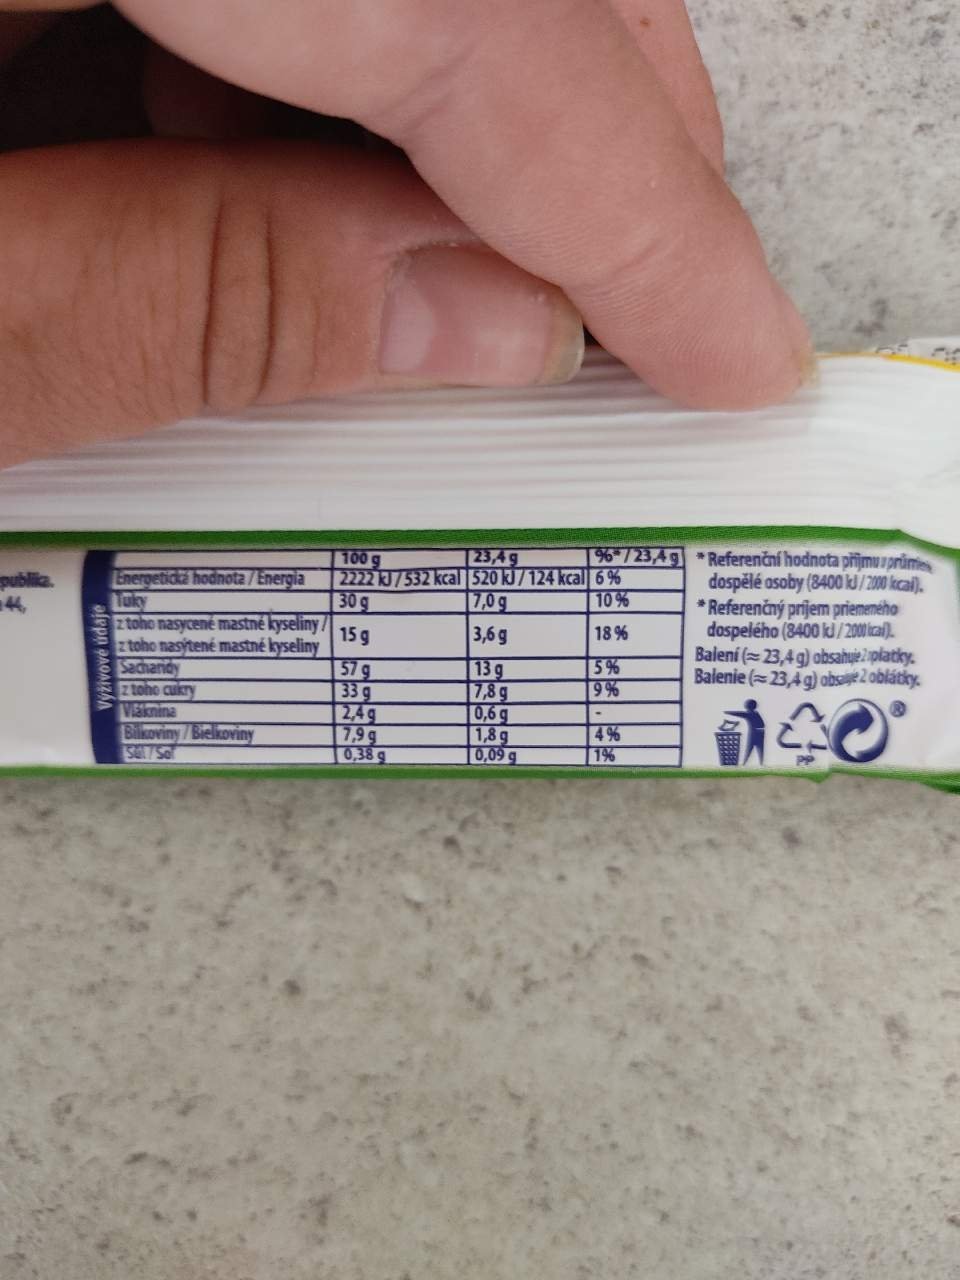 publika.
44,
Výživové údaje
100 g 23,4 g %*/23,4 g
Energetická hodnota / Energia 2222 kJ / 532 kcal 520 kJ / 124 kcal 6 %
Tuky 30 g 7,0 g 10 %
z toho nasycené mastné kyseliny /
z toho nasýtené mastné kyseliny 15 g 3,6 g 18 %
Sacharidy 57 g 13 g 5 %
z toho cukry 33 g 7,8 g 9 %
Vláknina 2,4 g 0,6 g -
Bílkoviny / Bielkoviny 7,9 g 1,8 g 4 %
Sůl / Soľ 0,38 g 0,09 g 1%
* Referenční hodnota příjmu u průměrné
dospělé osoby (8400 kJ / 2000 kcal).
* Referenčný príjem priemerného
dospelého (8400 kJ / 2000 kcal).
Balení (≈ 23,4 g) obsahuje 2 oplatky.
Balenie (≈ 23,4 g) obsahuje 2 oblátky.
PP
®